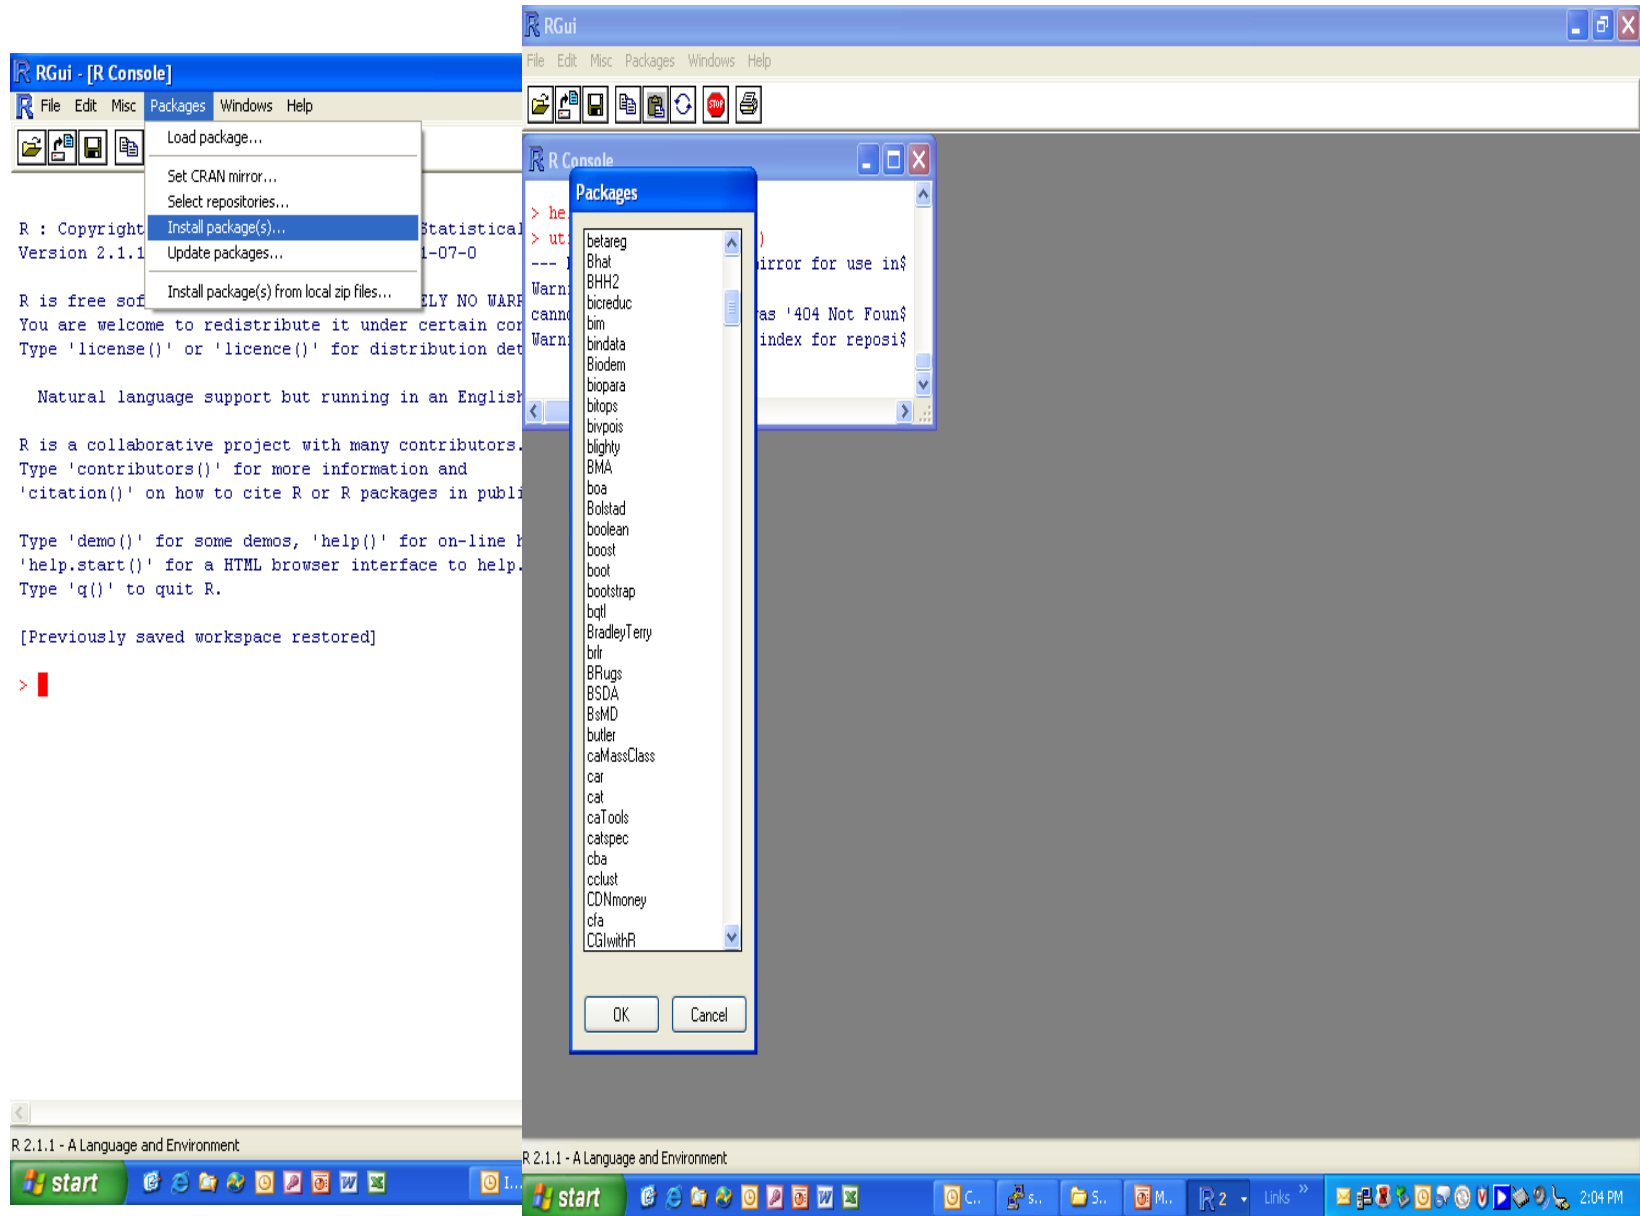 RGui - [R Console]
File Edit Misc Packages Windows Help
Load package...
Set CRAN mirror...
Select repositories...
Install package(s)...
Update packages...
Install package(s) from local zip files...
R : Copyright Statistical
Version 2.1.1 1-07-0
R is free sof ELY NO WARR
You are welcome to redistribute it under certain con
Type 'license()' or 'licence()' for distribution det
Natural language support but running in an English
R is a collaborative project with many contributors.
Type 'contributors()' for more information and
'citation()' on how to cite R or R packages in publi
Type 'demo()' for some demos, 'help()' for on-line h
'help.start()' for a HTML browser interface to help.
Type 'q()' to quit R.
[Previously saved workspace restored]
>
R 2.1.1 - A Language and Environment
start I...
RGui
File Edit Misc Packages Windows Help
STOP
R Console
> he
> ut )
--- irror for use in$
Warn
canno as '404 Not Foun$
Warn index for reposi$
Packages
betareg
Bhat
BHH2
bicreduc
bim
bindata
Biodem
biopara
bitops
bivpois
blighty
BMA
boa
Bolstad
boolean
boost
boot
bootstrap
bqtl
BradleyTerry
brlr
BRugs
BSDA
BsMD
butler
caMassClass
car
cat
caTools
catspec
cba
cclust
CDNmoney
cfa
CGIwithR
OK Cancel
R 2.1.1 - A Language and Environment
start C.. s.. S.. M.. 2 Links » 2:04 PM